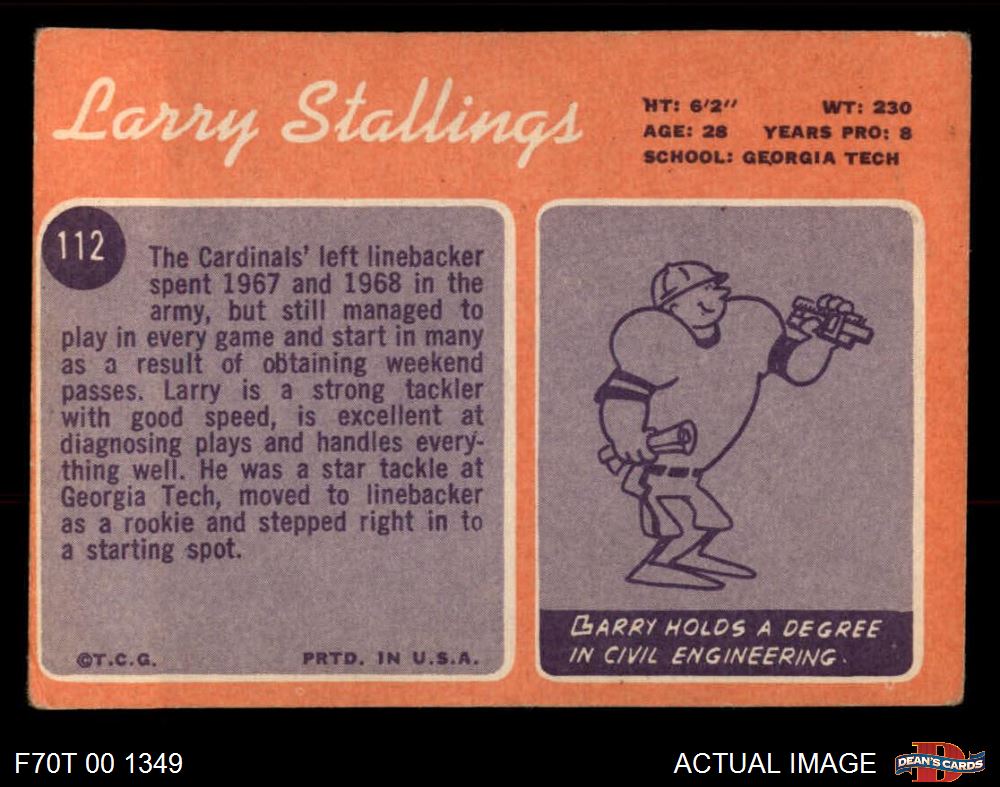 Larry Stallings
HT: 6'2" WT: 230
AGE: 28 YEARS PRO: 8
SCHOOL: GEORGIA TECH
112
The Cardinals' left linebacker
spent 1967 and 1968 in the
army, but still managed to
play in every game and start in many
as a result of obtaining weekend
passes. Larry is a strong tackler
with good speed, is excellent at
diagnosing plays and handles every-
thing well. He was a star tackle at
Georgia Tech, moved to linebacker
as a rookie and stepped right in to
a starting spot.
©T.C.G. PRTD. IN U.S.A.
LARRY HOLDS A DEGREE
IN CIVIL ENGINEERING.
F70T 00 1349
ACTUAL IMAGE
DEAN'S CARDS